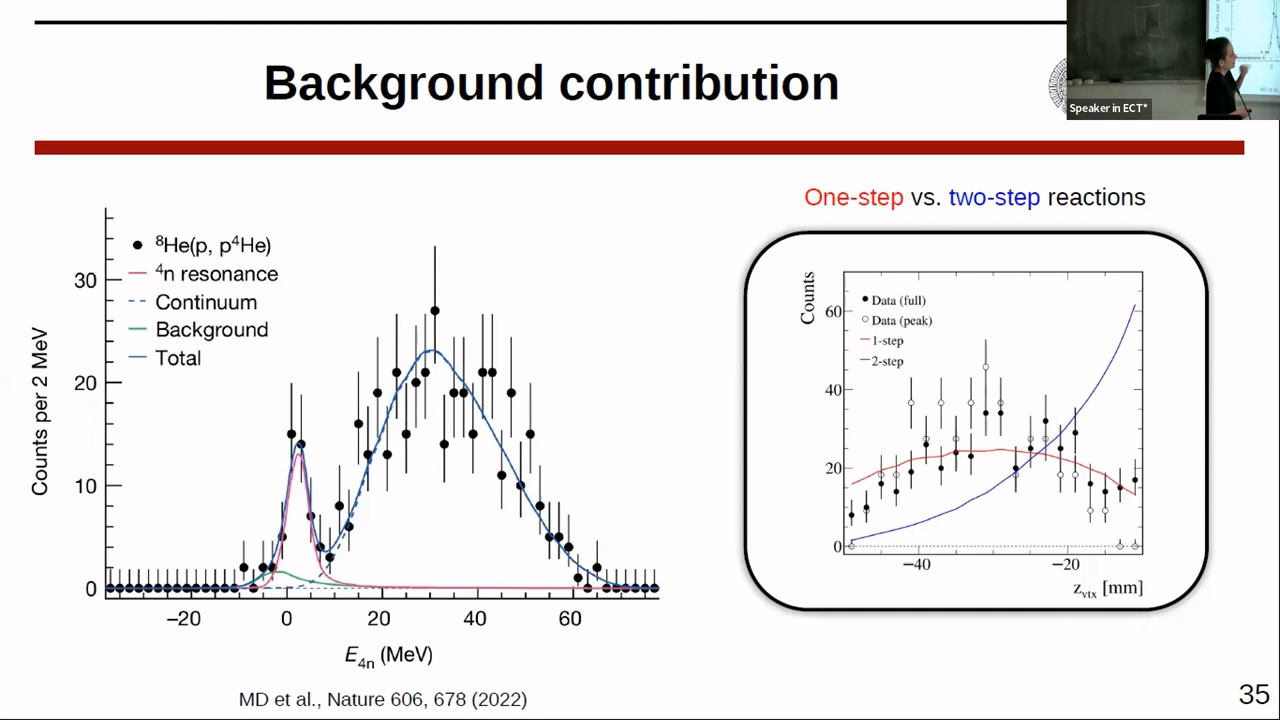 Background contribution
Speaker in ECT*
One-step vs. two-step reactions
⁸He(p, p⁴He)
⁴n resonance
Continuum
Background
Total
Counts per 2 MeV
30
20
10
0
−20
0
20
40
60
E₄ₙ (MeV)
MD et al., Nature 606, 678 (2022)
Counts
60
40
20
0
Data (full)
Data (peak)
1-step
2-step
−40
−20
zᵥₜₓ [mm]
35